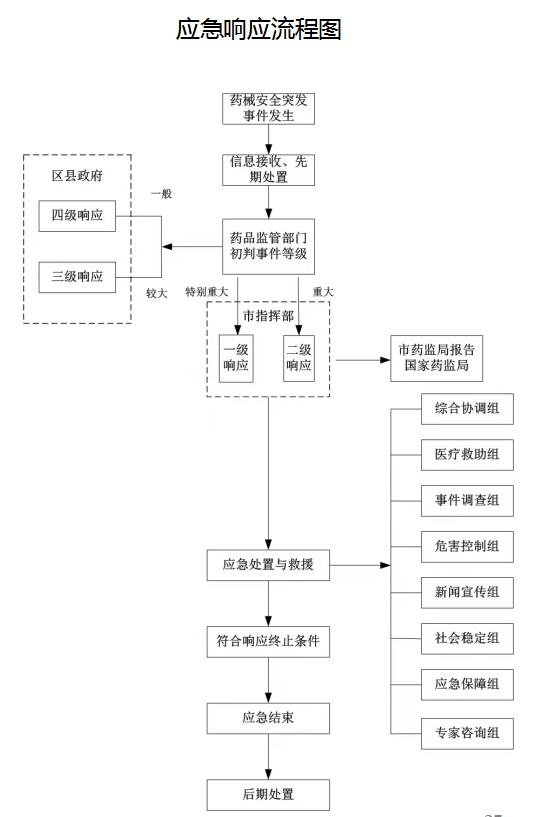 应急响应流程图
药械安全突发
事件发生
信息接收、先
期处置
区县政府
一般
四级响应
药品监管部门
初判事件等级
三级响应
较大
特别重大
重大
市指挥部
一级
响应
二级
响应
市药监局报告
国家药监局
综合协调组
医疗救助组
事件调查组
危害控制组
应急处置与救援
新闻宣传组
符合响应终止条件
社会稳定组
应急保障组
应急结束
专家咨询组
后期处置